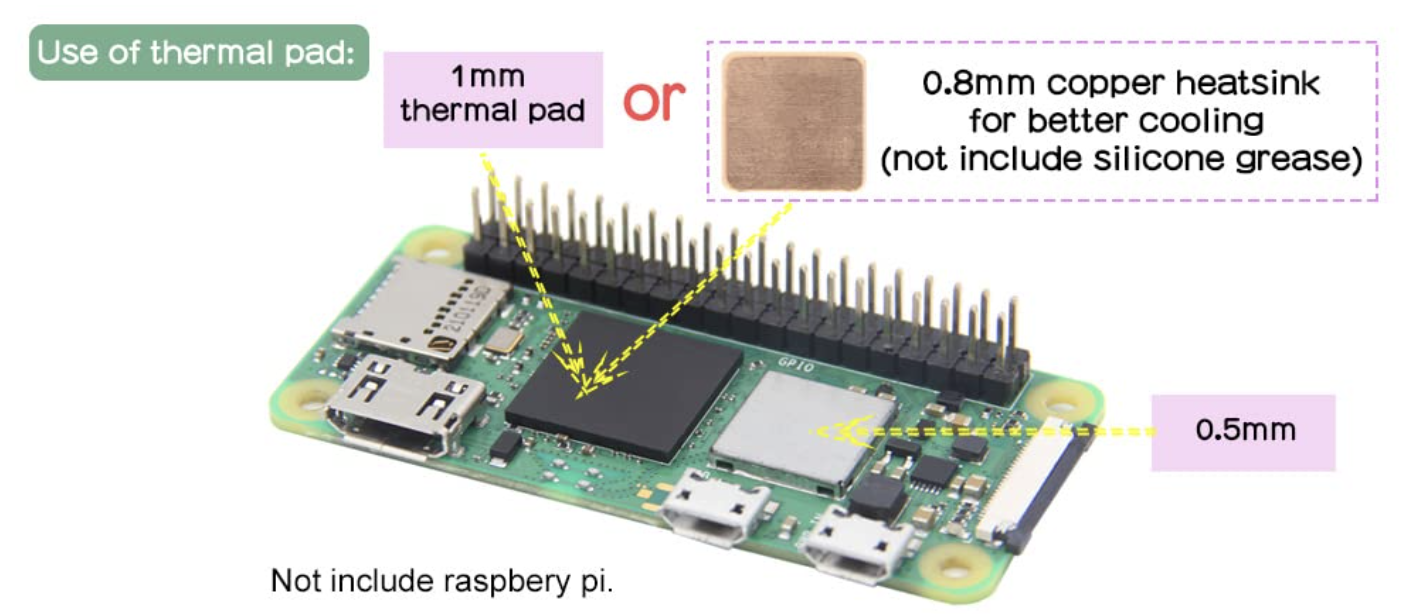 Use of thermal pad:
1mm
thermal pad
or
0.8mm copper heatsink
for better cooling
(not include silicone grease)
210119D
GPIO
0.5mm
Not include raspbery pi.